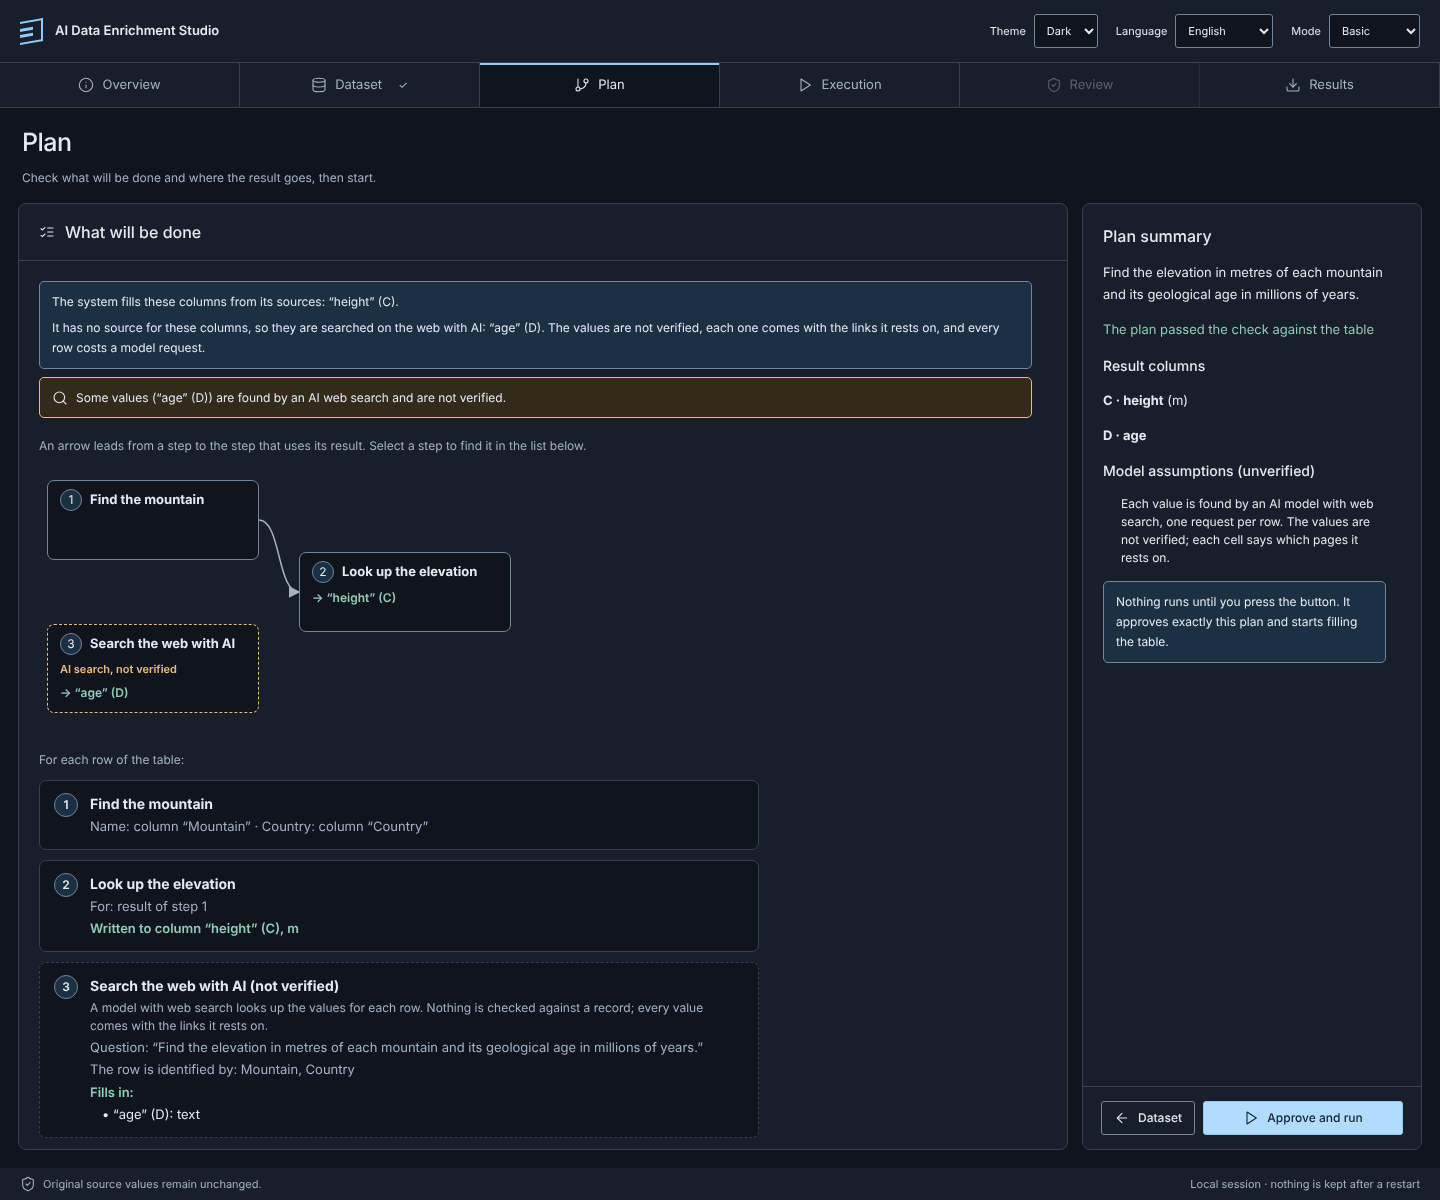 AI Data Enrichment Studio
Theme Dark Language English Mode Basic
Overview Dataset Plan Execution Review Results
Plan
Check what will be done and where the result goes, then start.
What will be done
The system fills these columns from its sources: “height” (C).
It has no source for these columns, so they are searched on the web with AI: “age” (D). The values are not verified, each one comes with the links it rests on, and every
row costs a model request.
Some values (“age” (D)) are found by an AI web search and are not verified.
An arrow leads from a step to the step that uses its result. Select a step to find it in the list below.
1 Find the mountain
2 Look up the elevation
→ “height” (C)
3 Search the web with AI
AI search, not verified
→ “age” (D)
For each row of the table:
1 Find the mountain
Name: column “Mountain” · Country: column “Country”
2 Look up the elevation
For: result of step 1
Written to column “height” (C), m
3 Search the web with AI (not verified)
A model with web search looks up the values for each row. Nothing is checked against a record; every value
comes with the links it rests on.
Question: “Find the elevation in metres of each mountain and its geological age in millions of years.”
The row is identified by: Mountain, Country
Fills in:
• “age” (D): text
Plan summary
Find the elevation in metres of each mountain
and its geological age in millions of years.
The plan passed the check against the table
Result columns
C · height (m)
D · age
Model assumptions (unverified)
Each value is found by an AI model with web
search, one request per row. The values are
not verified; each cell says which pages it
rests on.
Nothing runs until you press the button. It
approves exactly this plan and starts filling
the table.
← Dataset Approve and run
Original source values remain unchanged.
Local session · nothing is kept after a restart